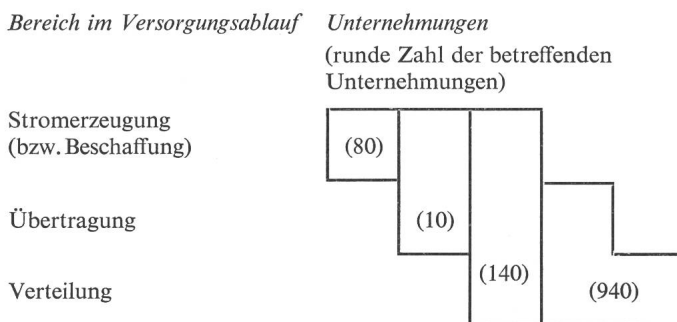 Bereich im Versorgungsablauf Unternehmungen
(runde Zahl der betreffenden
Unternehmungen)
Stromerzeugung
(bzw. Beschaffung) (80)
Übertragung (10)
(140)
Verteilung (940)